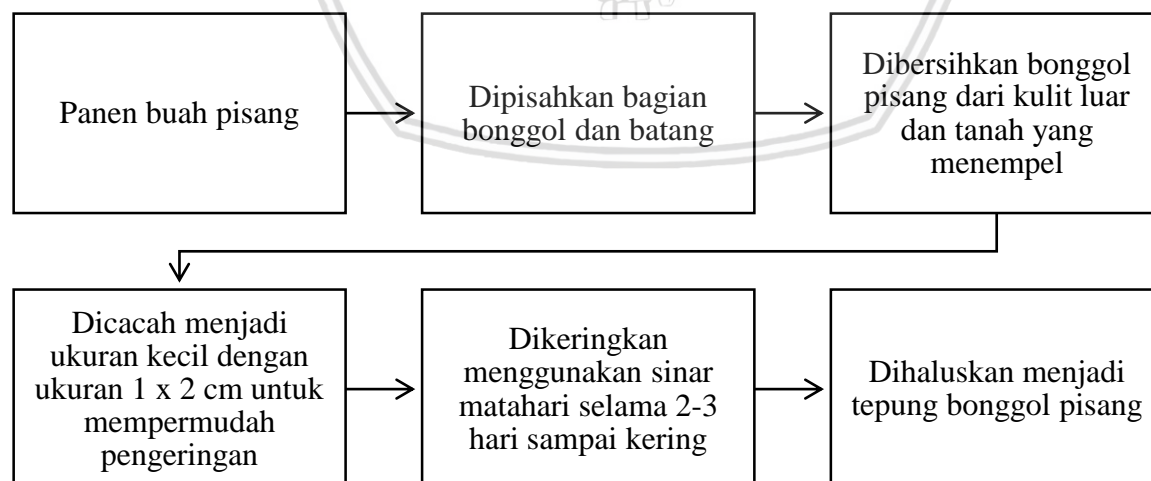 Panen buah pisang
Dipisahkan bagian
bonggol dan batang
Dibersihkan bonggol
pisang dari kulit luar
dan tanah yang
menempel
Dicacah menjadi
ukuran kecil dengan
ukuran 1 x 2 cm untuk
mempermudah
pengeringan
Dikeringkan
menggunakan sinar
matahari selama 2-3
hari sampai kering
Dihaluskan menjadi
tepung bonggol pisang